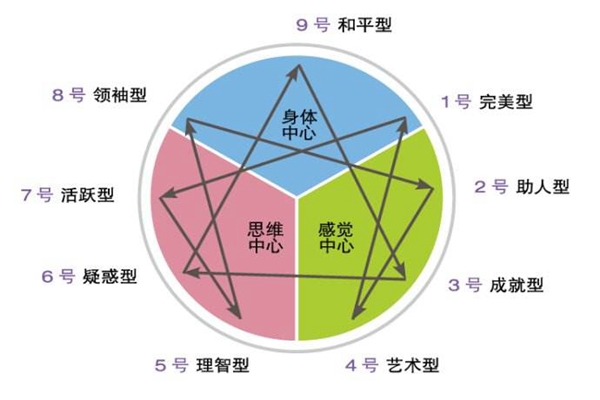 9 号 和平型
8 号 领袖型
1 号 完美型
身体
中心
7 号 活跃型
2 号 助人型
思维
中心
感觉
中心
6 号 疑惑型
3 号 成就型
5 号 理智型
4 号 艺术型